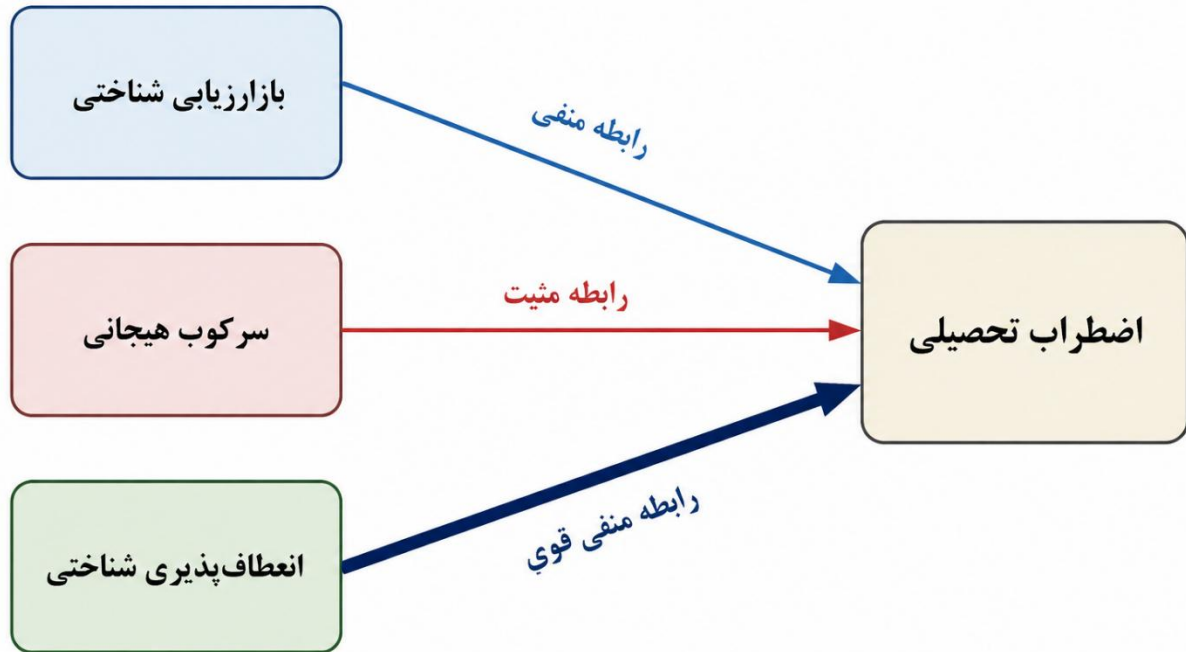 بازارزیابی شناختی
رابطه منفی
سرکوب هیجانی
رابطه مثیت
اضطراب تحصیلی
انعطاف‌پذیری شناختی
رابطه منفی قوي